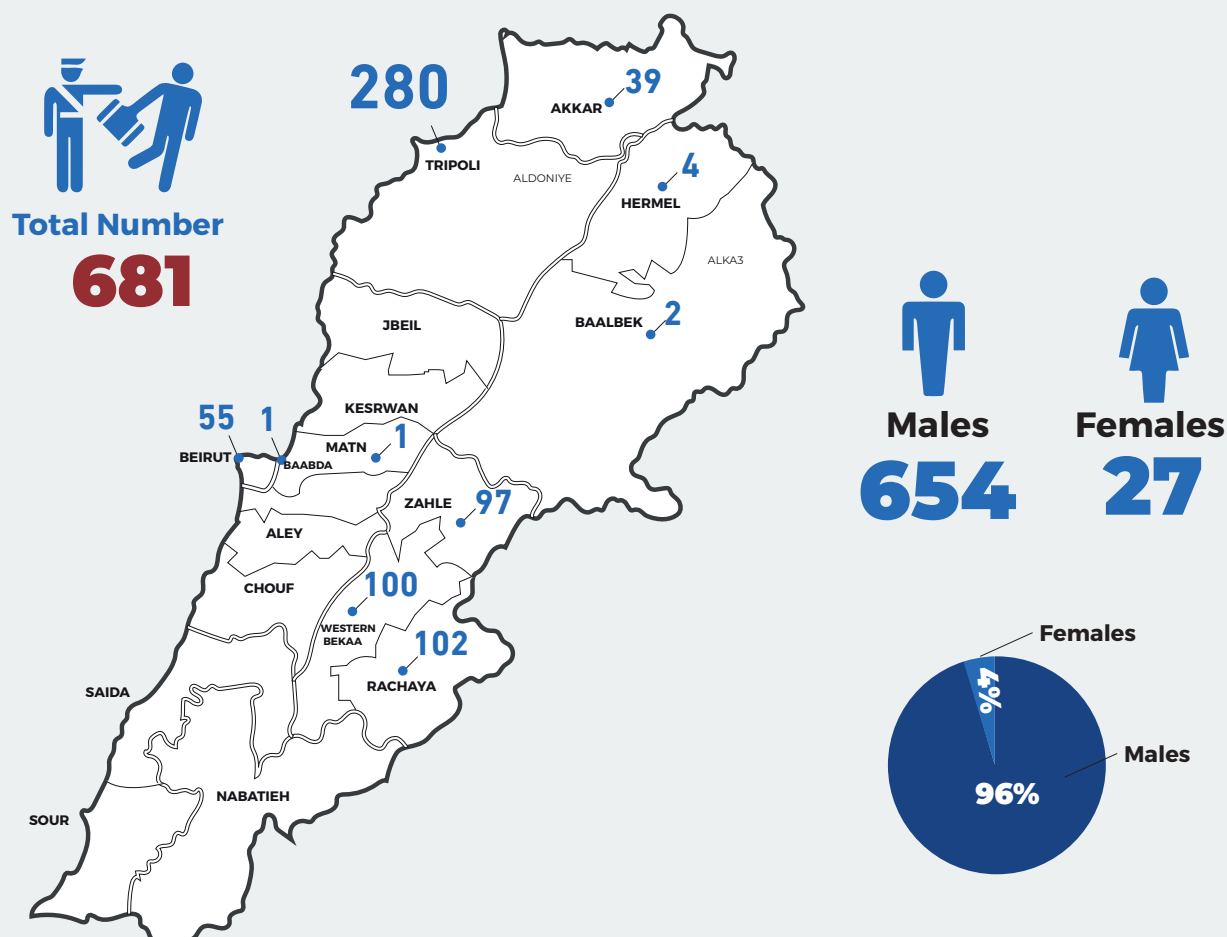 280
39
AKKAR
TRIPOLI
ALDONIYE
4
HERMEL
Total Number
681
ALKA3
JBEIL
BAALBEK
2
KESRWAN
55
1
MATN
1
BEIRUT
BAABDA
Males
654
Females
27
ZAHLE
97
ALEY
CHOUF
100
WESTERN
BEKAA
102
RACHAYA
SAIDA
NABATIEH
SOUR
Females
4%
Males
96%